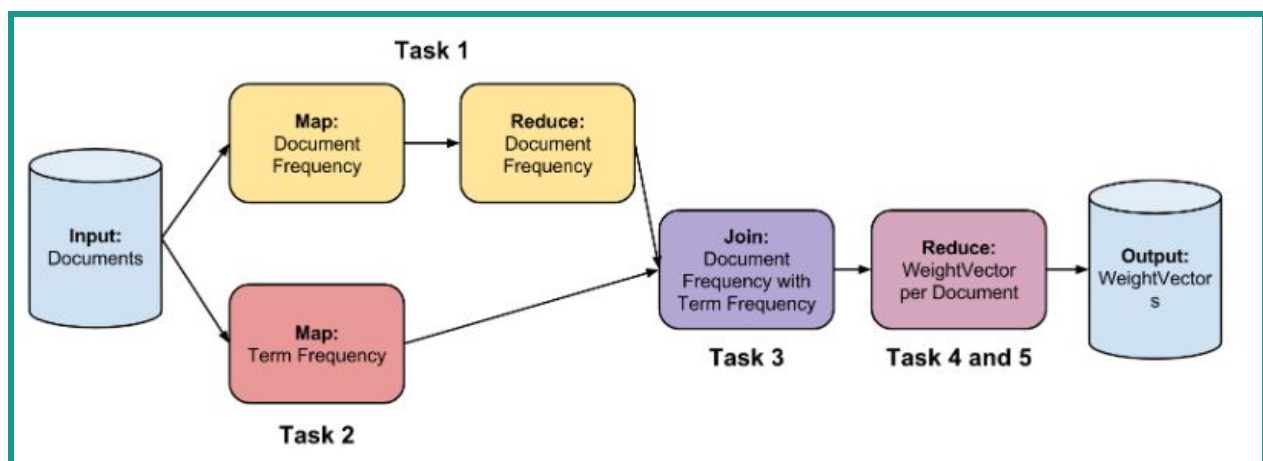 Task 1
Map:
Document
Frequency
Reduce:
Document
Frequency
Input:
Documents
Map:
Term Frequency
Task 2
Join:
Document
Frequency with
Term Frequency
Task 3
Reduce:
WeightVector
per Document
Task 4 and 5
Output:
WeightVector
s